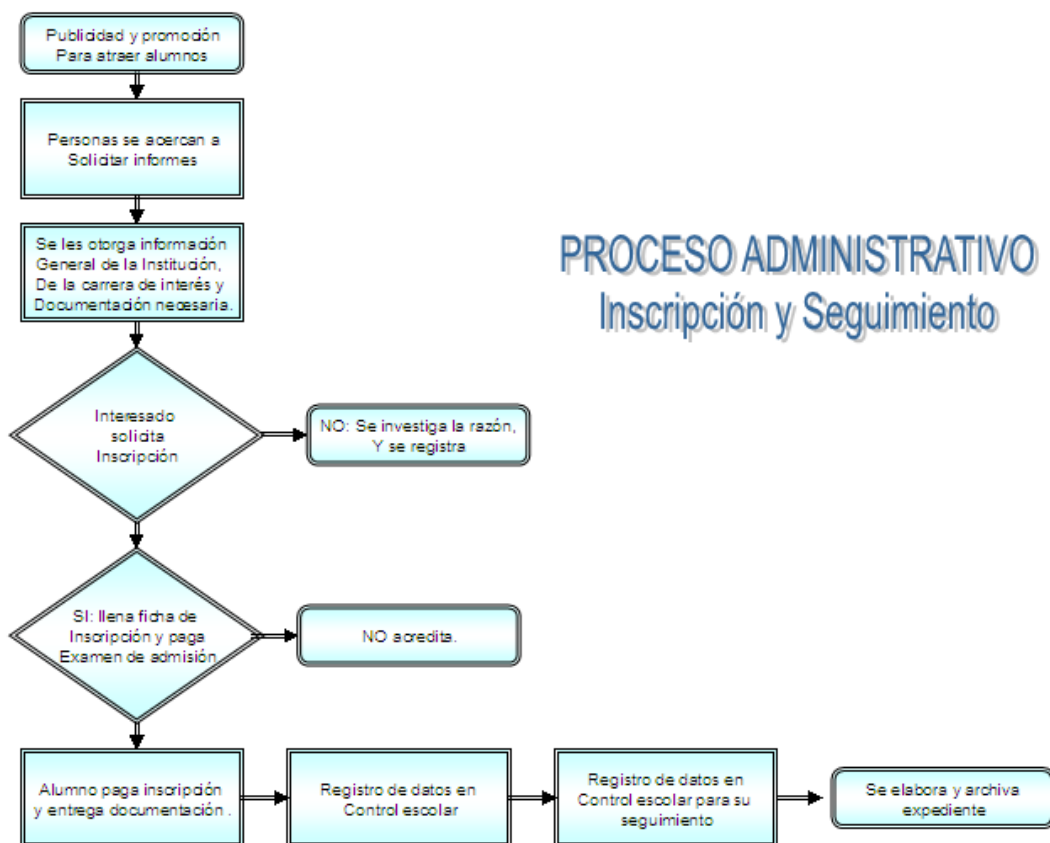 Publicidad y promoción
Para atraer alumnos
Personas se acercan a
Solicitar informes
Se les otorga información
General de la Institución,
De la carrera de interés y
Documentación necesaria.
PROCESO ADMINISTRATIVO
Inscripción y Seguimiento
Interesado
solicita
Inscripción
NO: Se investiga la razón,
Y se registra
SI: llena ficha de
Inscripción y paga
Examen de admisión
NO acredita.
Alumno paga inscripción
y entrega documentación .
Registro de datos en
Control escolar
Registro de datos en
Control escolar para su
seguimiento
Se elabora y archiva
expediente